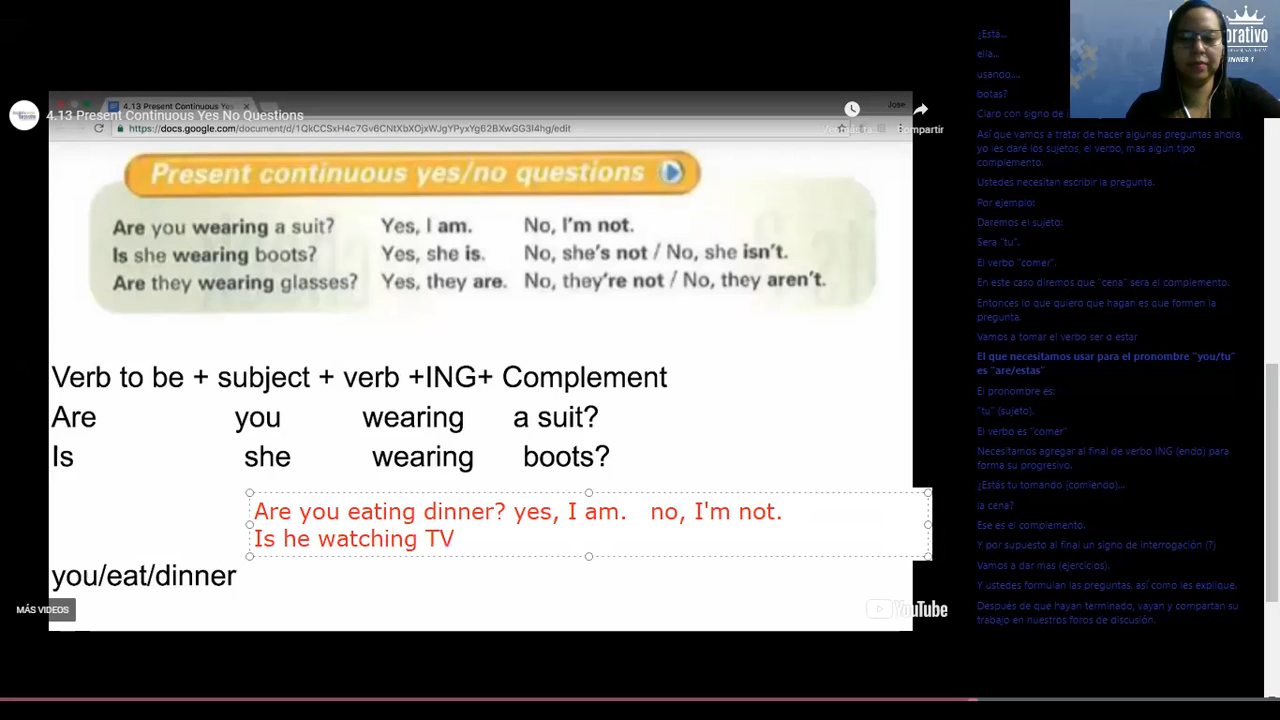 4.13 Present Continuous Yes
Jose
4.13 Present Continuous Yes No Questions
https://docs.google.com/document/d/1QkCCSxH4c7Gv6CNtXbXOjxWJgYPyxYg62BXwGG3I4hg/edit
Compartir
Present continuous yes/no questions
Are you wearing a suit? Yes, I am. No, I'm not.
Is she wearing boots? Yes, she is. No, she's not / No, she isn't.
Are they wearing glasses? Yes, they are. No, they're not / No, they aren't.
Verb to be + subject + verb +ING+ Complement
Are you wearing a suit?
Is she wearing boots?
Are you eating dinner? yes, I am. no, I'm not.
Is he watching TV
you/eat/dinner
MÁS VIDEOS
YouTube
¿Está...
ella...
usando....
botas?
Claro con signo de
Así que vamos a tratar de hacer algunas preguntas ahora,
yo les daré los sujetos, el verbo, mas algún tipo
complemento.
Ustedes necesitan escribir la pregunta.
Por ejemplo:
Daremos el sujeto:
Sera "tu".
El verbo "comer".
En este caso diremos que "cena" sera el complemento.
Entonces lo que quiero que hagan es que formen la
pregunta.
Vamos a tomar el verbo ser o estar
El que necesitamos usar para el pronombre "you/tu"
es "are/estas"
El pronombre es:
"tu" (sujeto).
El verbo es "comer"
Necesitamos agregar al final de verbo ING (endo) para
forma su progresivo.
¿Estás tu tomando (comiendo)...
la cena?
Ese es el complemento.
Y por supuesto al final un signo de interrogación (?)
Vamos a dar más (ejercicios).
Y ustedes formulan las preguntas. así como les explique.
Después de que hayan terminado, vayan y compartan su
trabajo en nuestros foros de discusión.